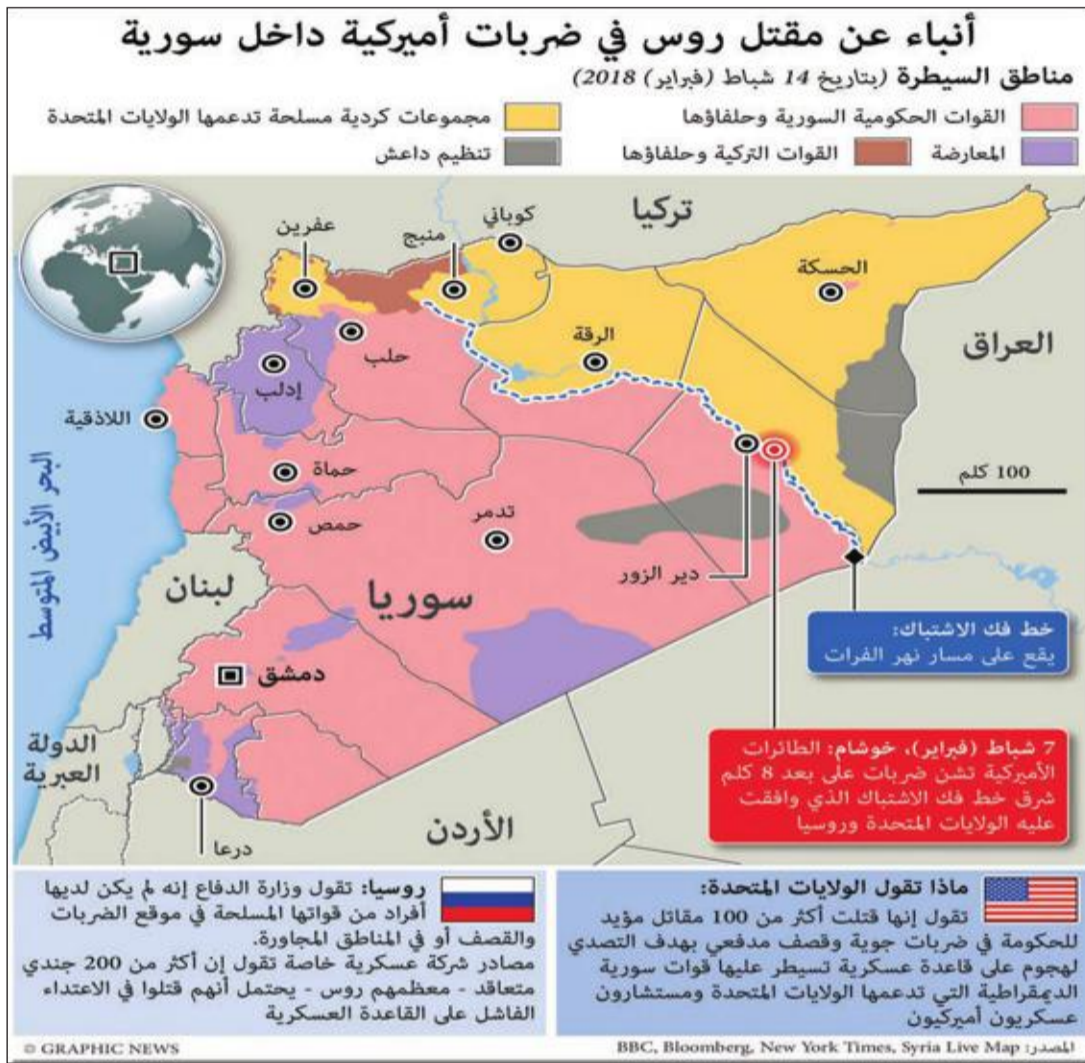 أنباء عن مقتل روس في ضربات أميركية داخل سورية
مناطق السيطرة (بتاريخ 14 شباط (فبراير) 2018)
القوات الحكومية السورية وحلفاؤها
مجموعات كردية مسلحة تدعمها الولايات المتحدة
المعارضة
القوات التركية وحلفاؤها
تنظيم داعش
تركيا
كوباني
منبج
عفرين
الحسكة
العراق
الرقة
حلب
إدلب
اللاذقية
البحر الأبيض المتوسط
حماة
100 كلم
تدمر
حمص
دير الزور
لبنان
سوريا
خط فك الاشتباك:
يقع على مسار نهر الفرات
دمشق
7 شباط (فبراير)، خوشام: الطائرات
الأميركية تشن ضربات على بعد 8 كلم
شرق خط فك الاشتباك الذي وافقت
عليه الولايات المتحدة وروسيا
الدولة
العبرية
الأردن
درعا
ماذا تقول الولايات المتحدة:
تقول إنها قتلت أكثر من 100 مقاتل مؤيد
للحكومة في ضربات جوية وقصف مدفعي بهدف التصدي
لهجوم على قاعدة عسكرية تسيطر عليها قوات سورية
الديمقراطية التي تدعمها الولايات المتحدة ومستشارون
عسكريون أميركيون
روسيا: تقول وزارة الدفاع إنه لم يكن لديها
أفراد من قواتها المسلحة في موقع الضربات
والقصف أو في المناطق المجاورة.
مصادر شركة عسكرية خاصة تقول إن أكثر من 200 جندي
متعاقد - معظمهم روس - يحتمل أنهم قتلوا في الاعتداء
الفاشل على القاعدة العسكرية
المصدر: BBC, Bloomberg, New York Times, Syria Live Map
© GRAPHIC NEWS